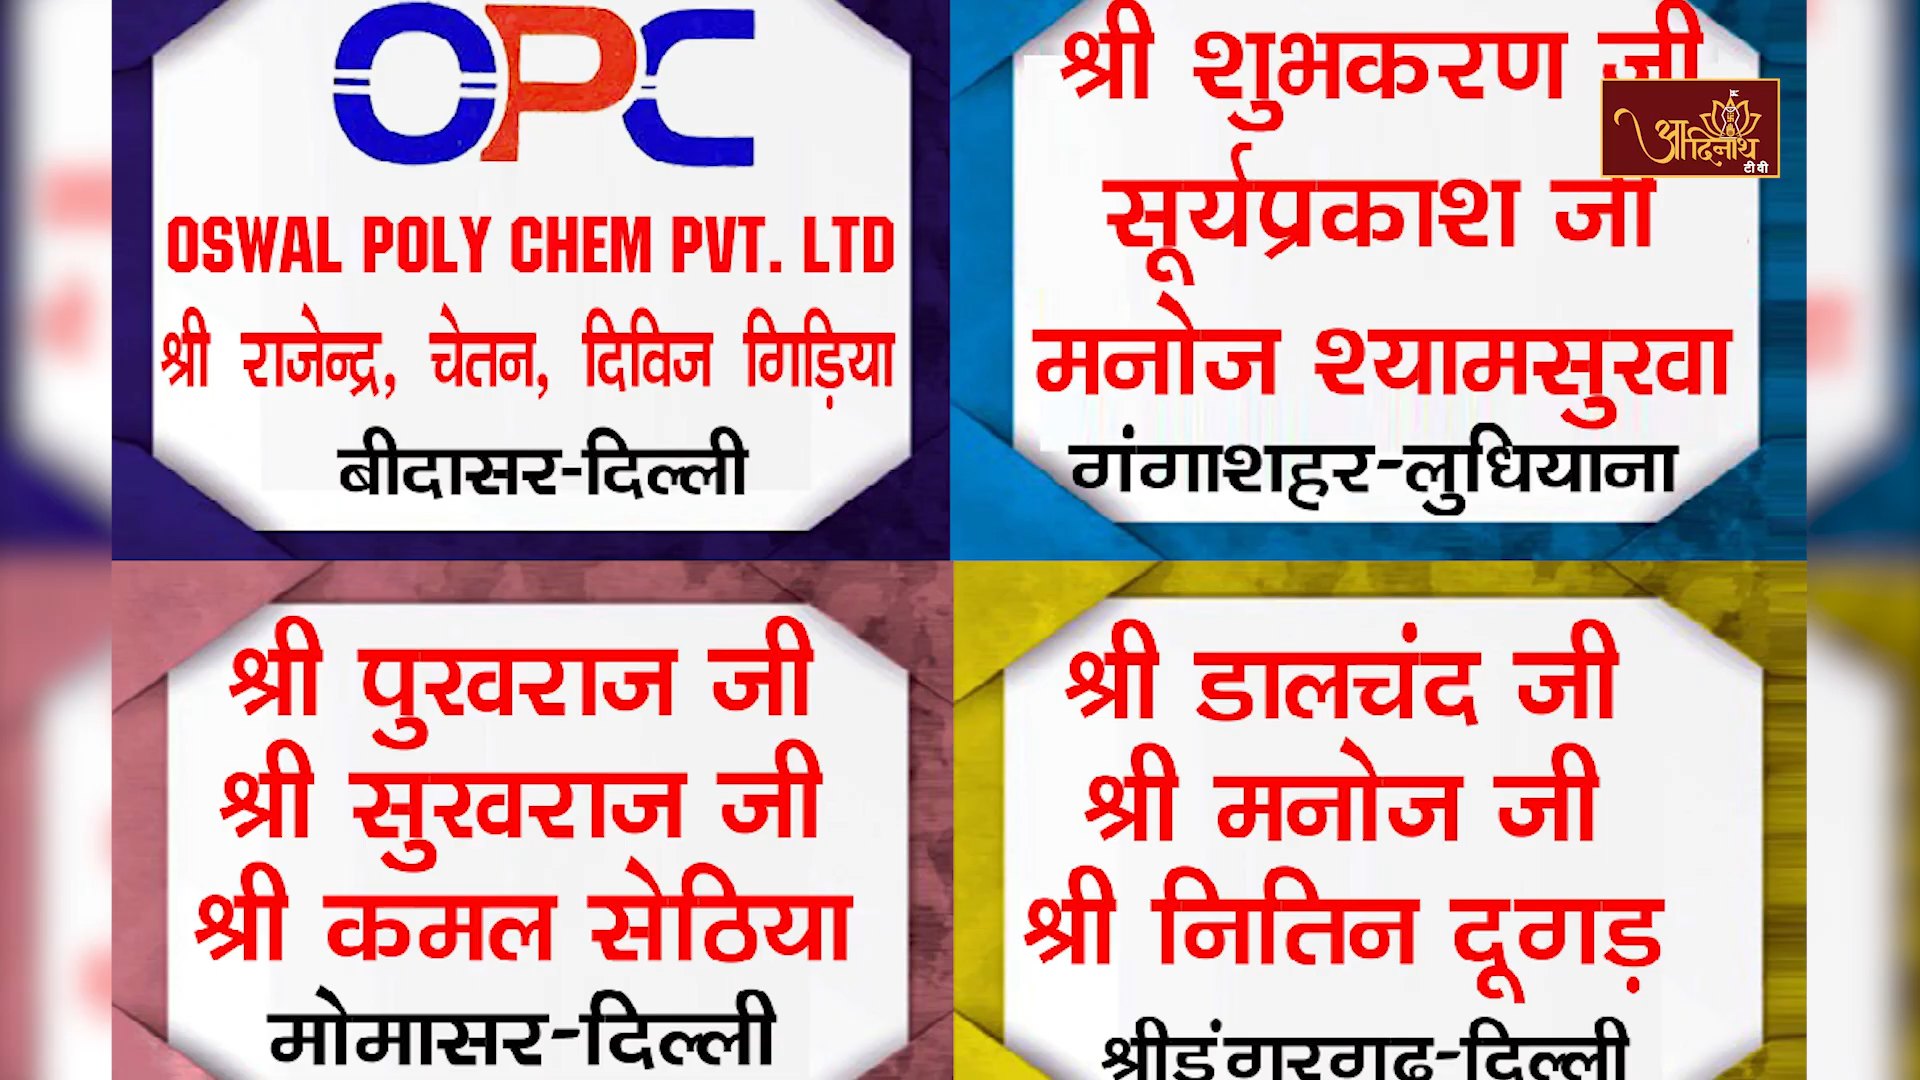 OPC
OSWAL POLY CHEM PVT. LTD
श्री राजेन्द्र, चेतन, दिविज गिड़िया
बीदासर-दिल्ली
श्री शुभकरण जी
सूर्यप्रकाश जी
मनोज श्यामसुखा
गंगाशहर-लुधियाना
आदिनाथ
टीवी
श्री पुखराज जी
श्री सुखराज जी
श्री कमल सेठिया
मोमासर-दिल्ली
श्री डालचंद जी
श्री मनोज जी
श्री नितिन दूगड़
श्रीडूंगरगढ-दिल्ली